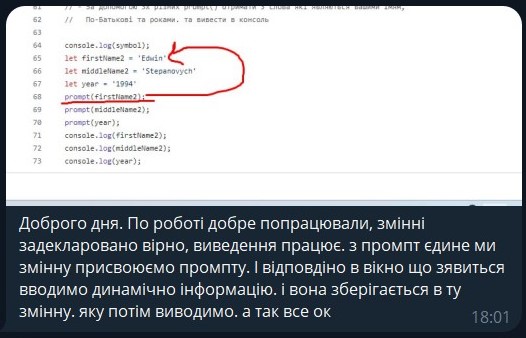 61 // - За допомогою 3х різних prompt() отримати 3 слова які являються вашими Імям,
62 // По-Батькові та роками. та вивести в консоль
63
64 console.log(symbol);
65 let firstName2 = 'Edwin'
66 let middleName2 = 'Stepanovych'
67 let year = '1994'
68 prompt(firstName2);
69 prompt(middleName2);
70 prompt(year);
71 console.log(firstName2);
72 console.log(middleName2);
73 console.log(year);
Доброго дня. По роботі добре попрацювали, змінні
задекларовано вірно, виведення працює. з промпт єдине ми
змінну присвоюємо промпту. І відповідно в вікно що зявиться
вводимо динамічно інформацію. і вона зберігається в ту
змінну. яку потім виводимо. а так все ок
18:01